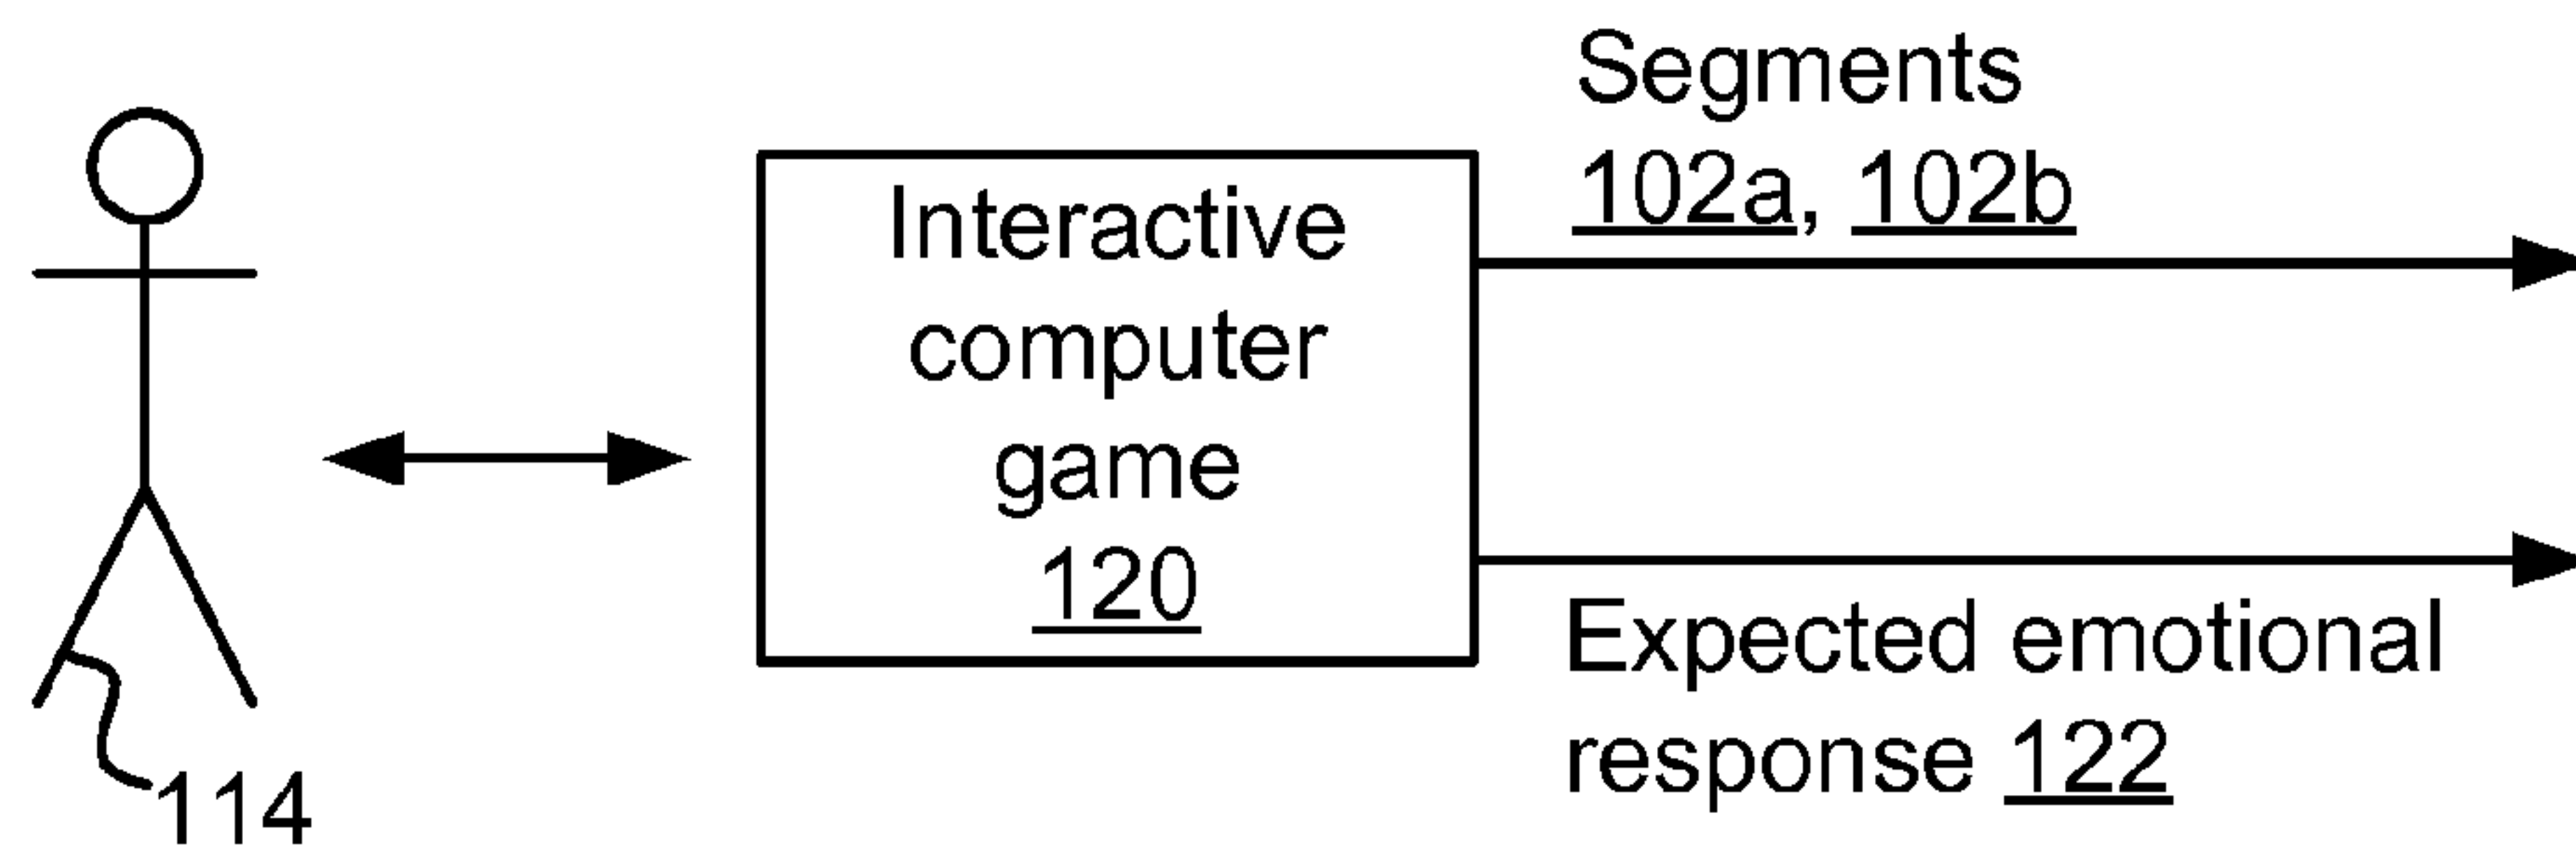 Segments
102a, 102b
Interactive
computer
game
120
Expected emotional
response 122
114